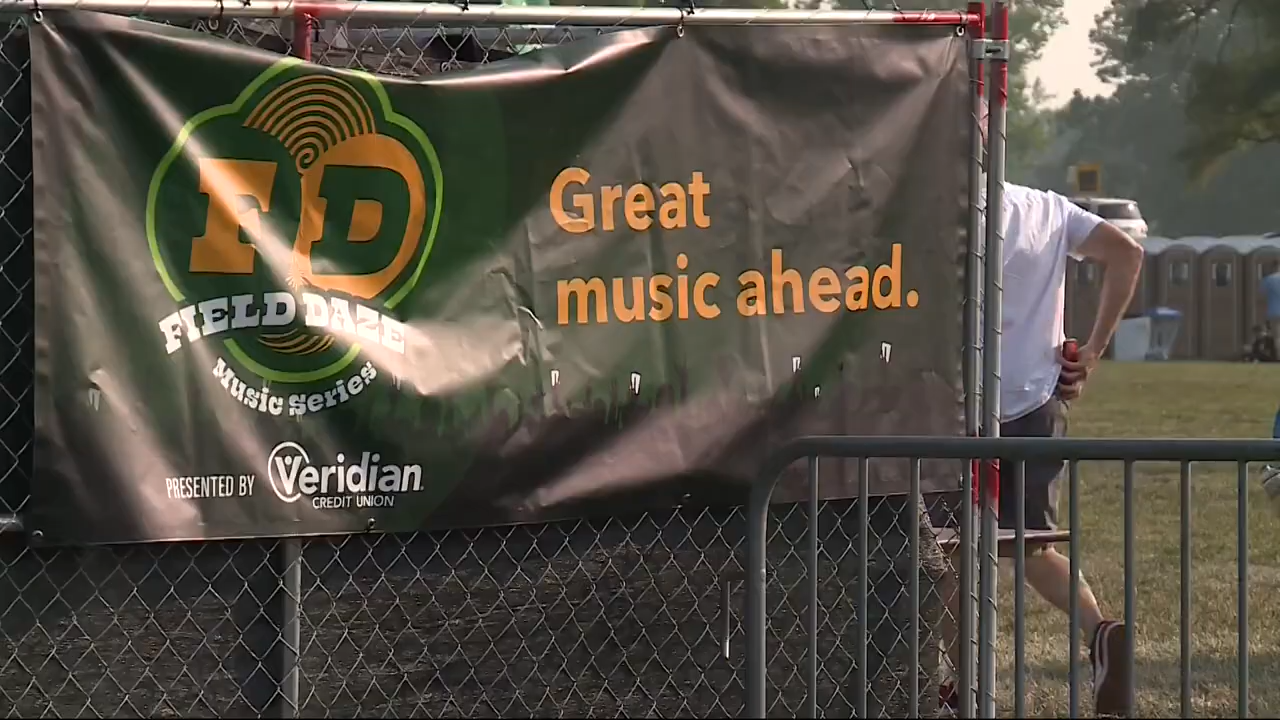 FD
FIELD DAZE
Music Series
PRESENTED BY Veridian
CREDIT UNION
Great
music ahead.